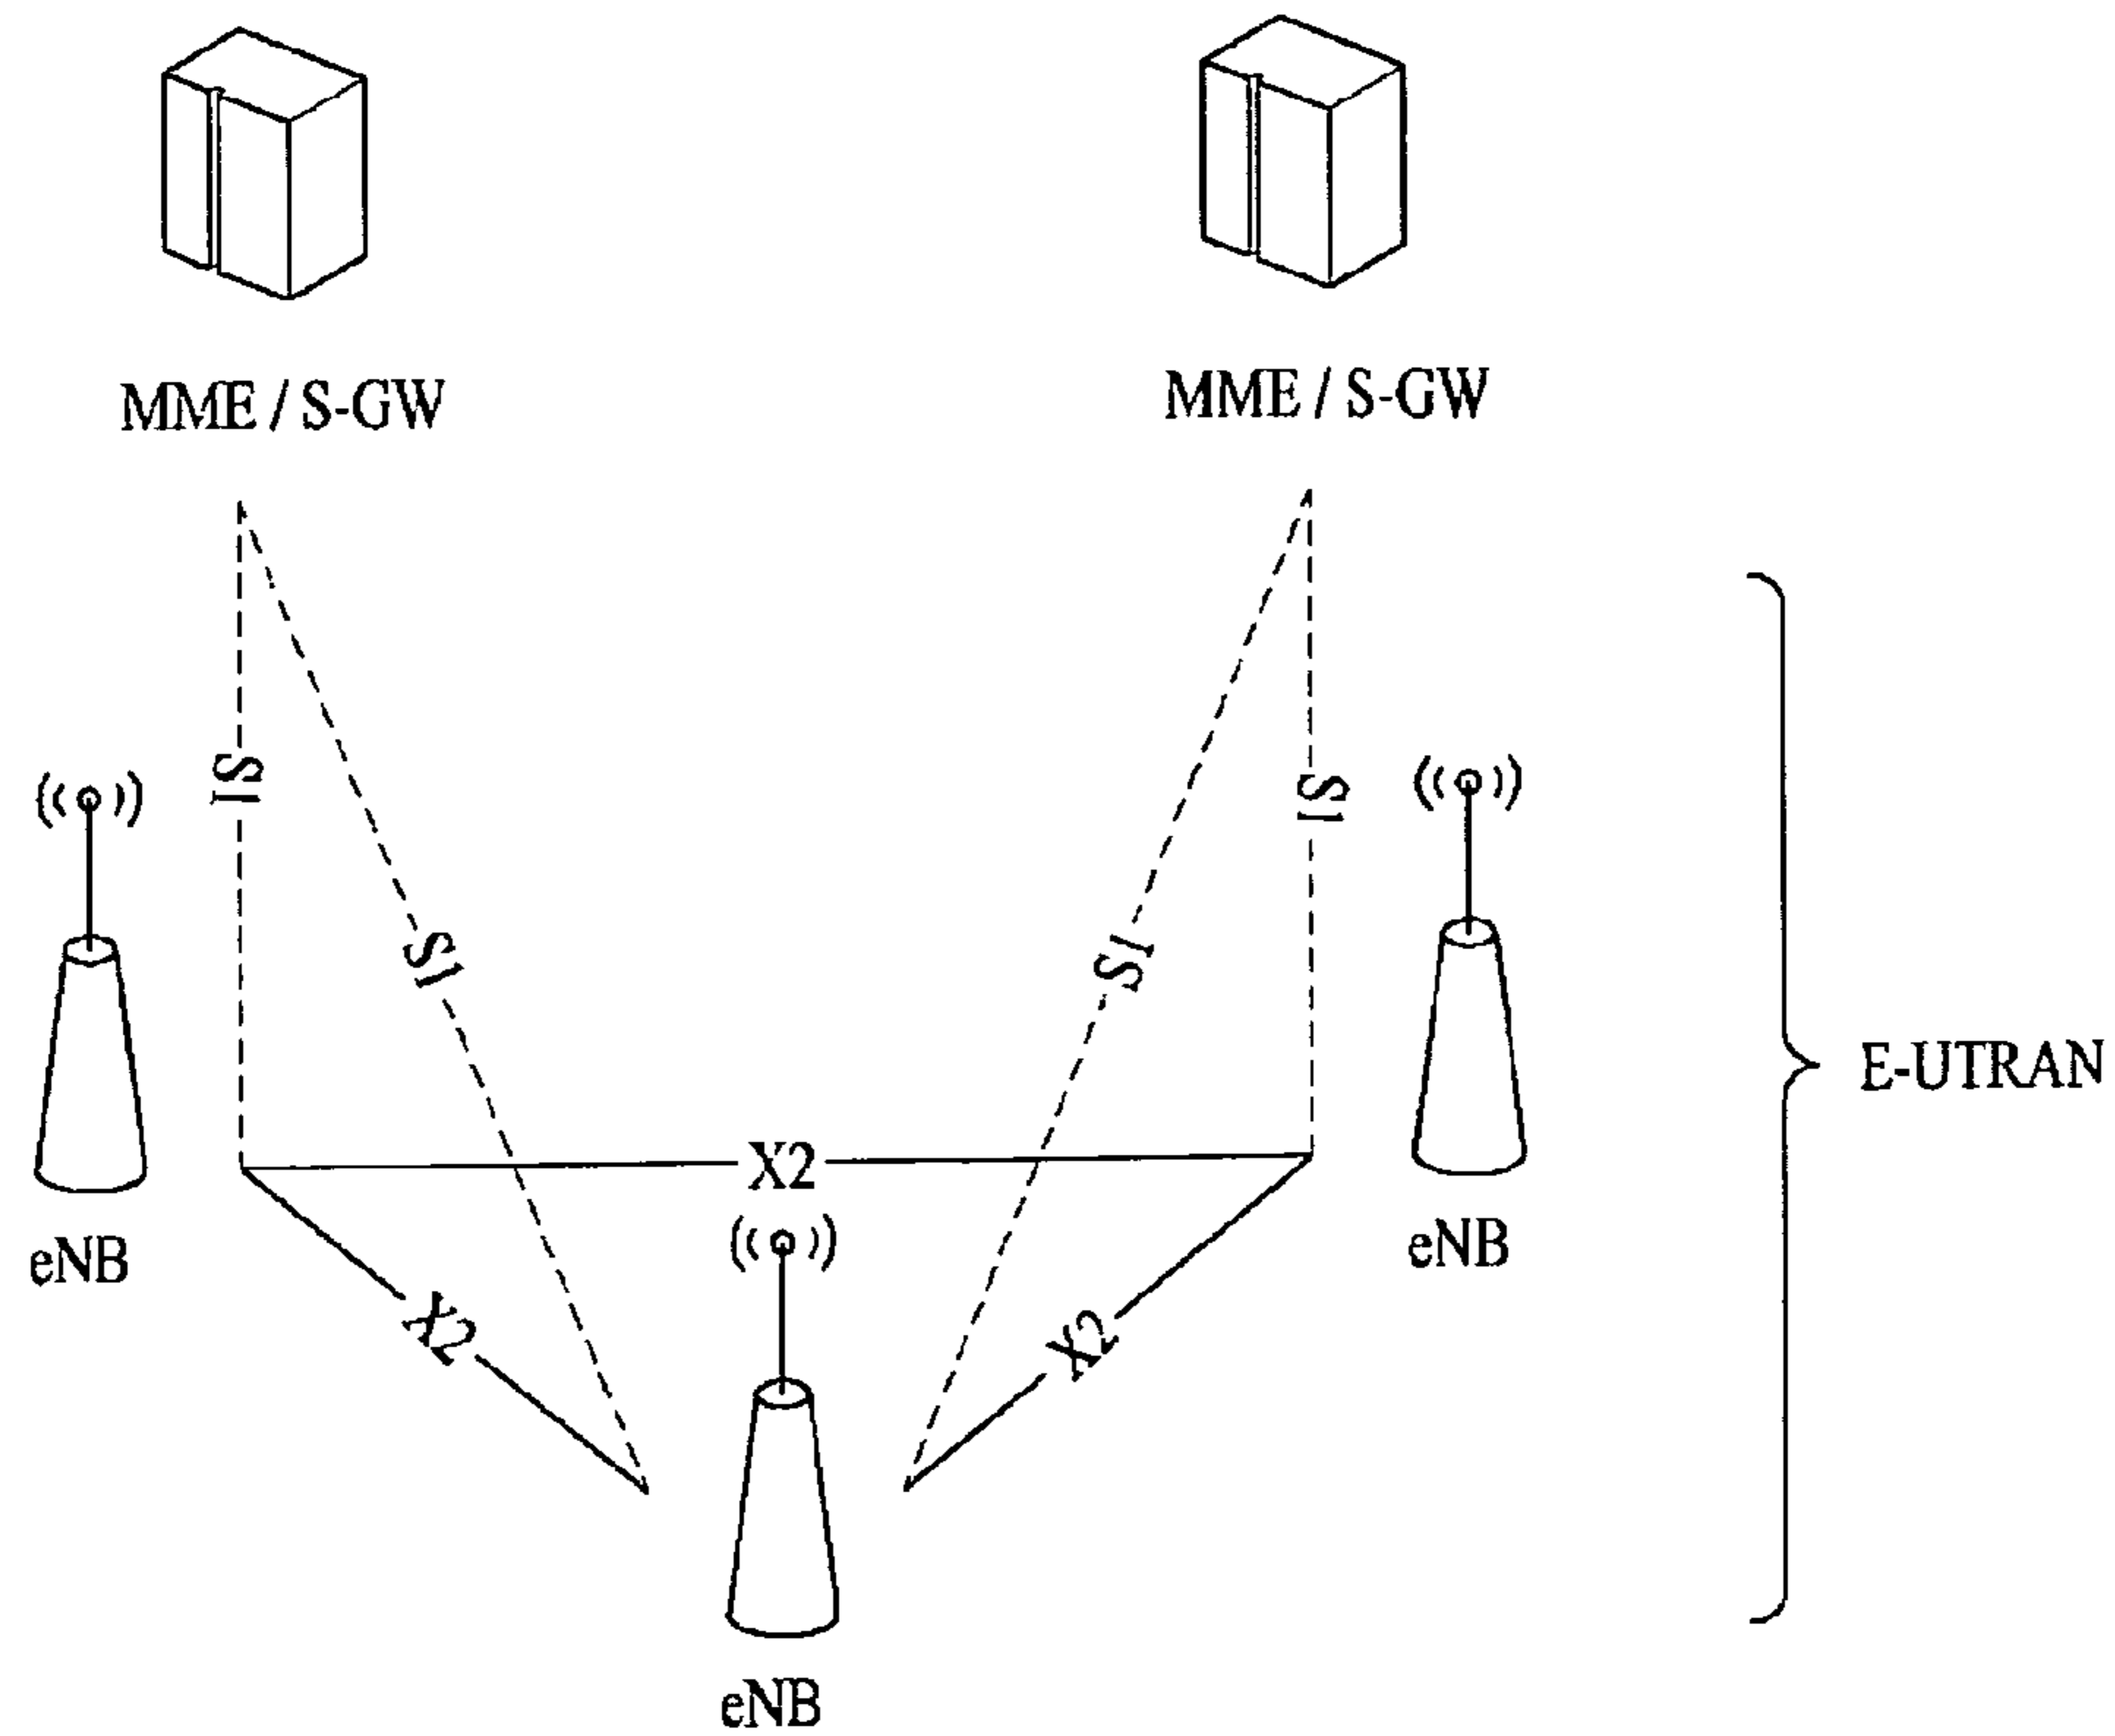 MME / S-GW
MME / S-GW
S1
S1
S1
S1
E-UTRAN
X2
eNB
eNB
X2
X2
eNB